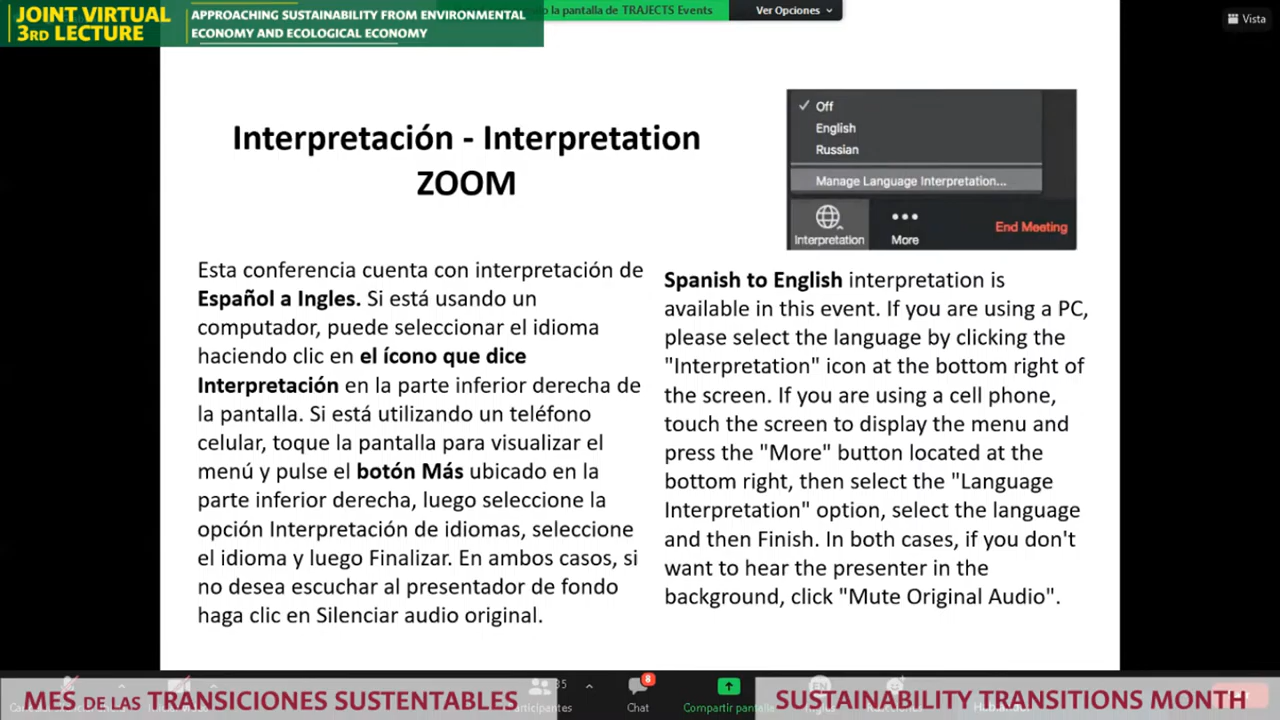 JOINT VIRTUAL
3RD LECTURE
APPROACHING SUSTAINABILITY FROM ENVIRONMENTAL
ECONOMY AND ECOLOGICAL ECONOMY
la pantalla de TRAJECTS Events
Ver Opciones
Vista
Interpretación - Interpretation
ZOOM
Off
English
Russian
Manage Language Interpretation...
Interpretation
More
End Meeting
Esta conferencia cuenta con interpretación de
Español a Ingles. Si está usando un
computador, puede seleccionar el idioma
haciendo clic en el ícono que dice
Interpretación en la parte inferior derecha de
la pantalla. Si está utilizando un teléfono
celular, toque la pantalla para visualizar el
menú y pulse el botón Más ubicado en la
parte inferior derecha, luego seleccione la
opción Interpretación de idiomas, seleccione
el idioma y luego Finalizar. En ambos casos, si
no desea escuchar al presentador de fondo
haga clic en Silenciar audio original.
Spanish to English interpretation is
available in this event. If you are using a PC,
please select the language by clicking the
"Interpretation" icon at the bottom right of
the screen. If you are using a cell phone,
touch the screen to display the menu and
press the "More" button located at the
bottom right, then select the "Language
Interpretation" option, select the language
and then Finish. In both cases, if you don't
want to hear the presenter in the
background, click "Mute Original Audio".
8
Chat
Compartir pantalla
MES DE LAS TRANSICIONES SUSTENTABLES
SUSTAINABILITY TRANSITIONS MONTH